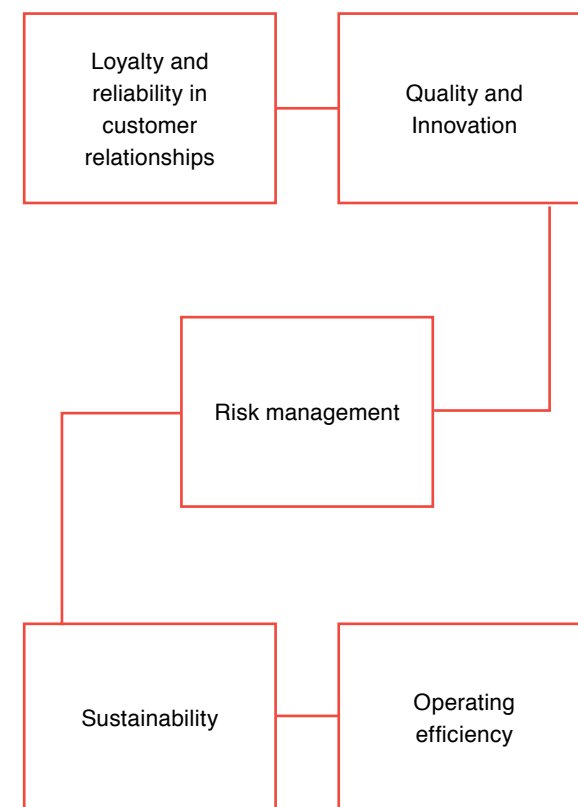 Loyalty and
reliability in
customer
relationships
Quality and
Innovation
Risk management
Sustainability
Operating
efficiency